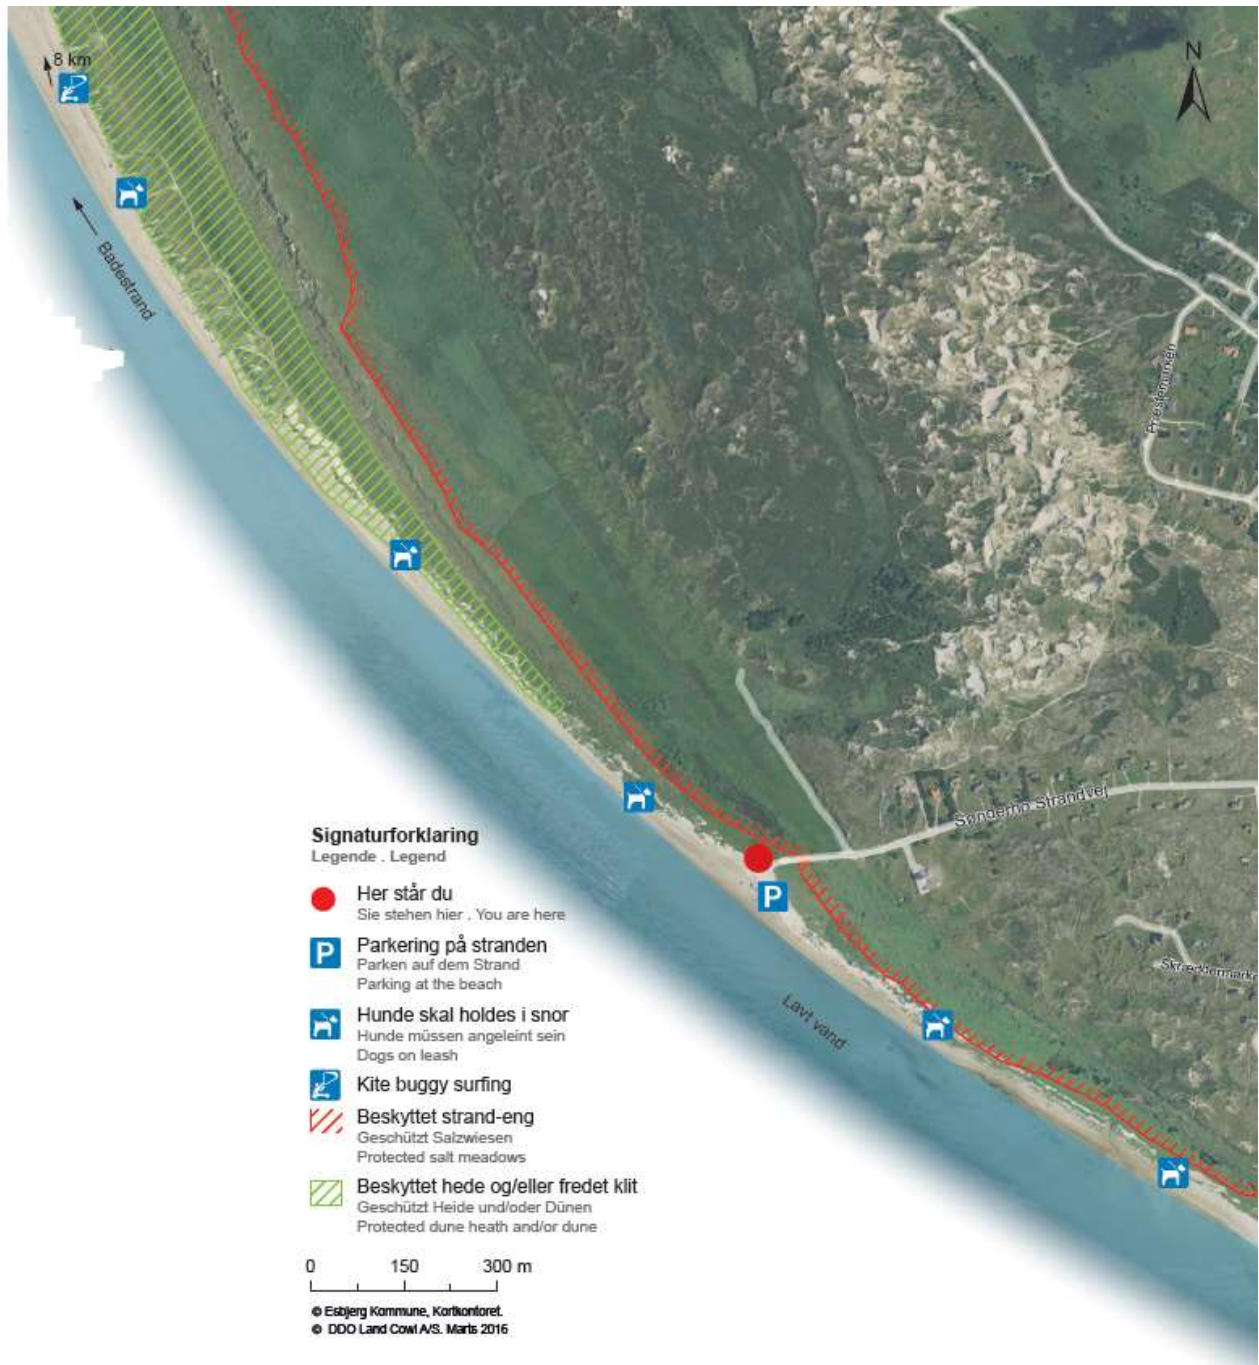 8 km
N
Badestrand
Præstemarken
Sønderho Strandvej
Skræddermarke
Lavt vand
Signaturforklaring
Legende . Legend
Her står du
Sie stehen hier . You are here
P
Parkering på stranden
Parken auf dem Strand
Parking at the beach
P
Hunde skal holdes i snor
Hunde müssen angeleint sein
Dogs on leash
Kite buggy surfing
Beskyttet strand-eng
Geschützt Salzwiesen
Protected salt meadows
Beskyttet hede og/eller fredet klit
Geschützt Heide und/oder Dünen
Protected dune heath and/or dune
0 150 300 m
© Esbjerg Kommune, Kortkontoret.
© DDO Land Cowi A/S. Marts 2016